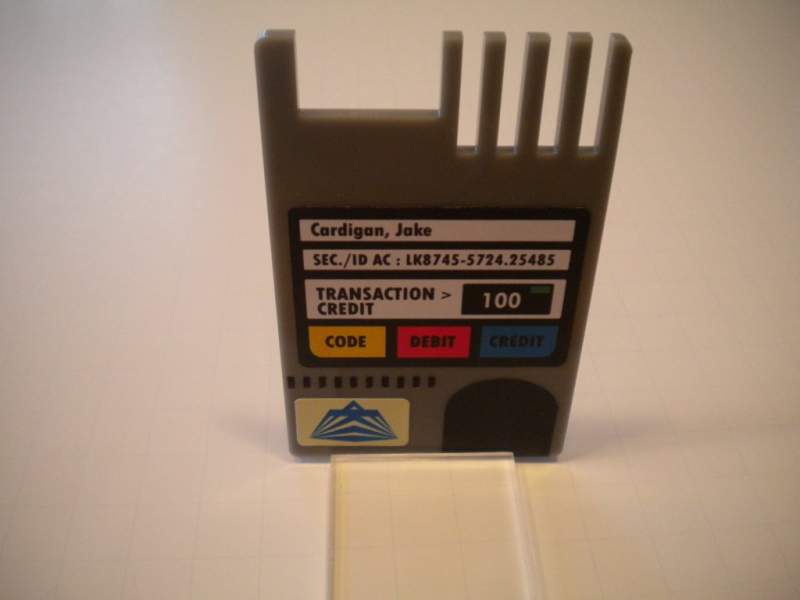 Cardigan, Jake
SEC./ID AC : LK8745-5724.25485
TRANSACTION > 100
CREDIT
CODE DEBIT CREDIT